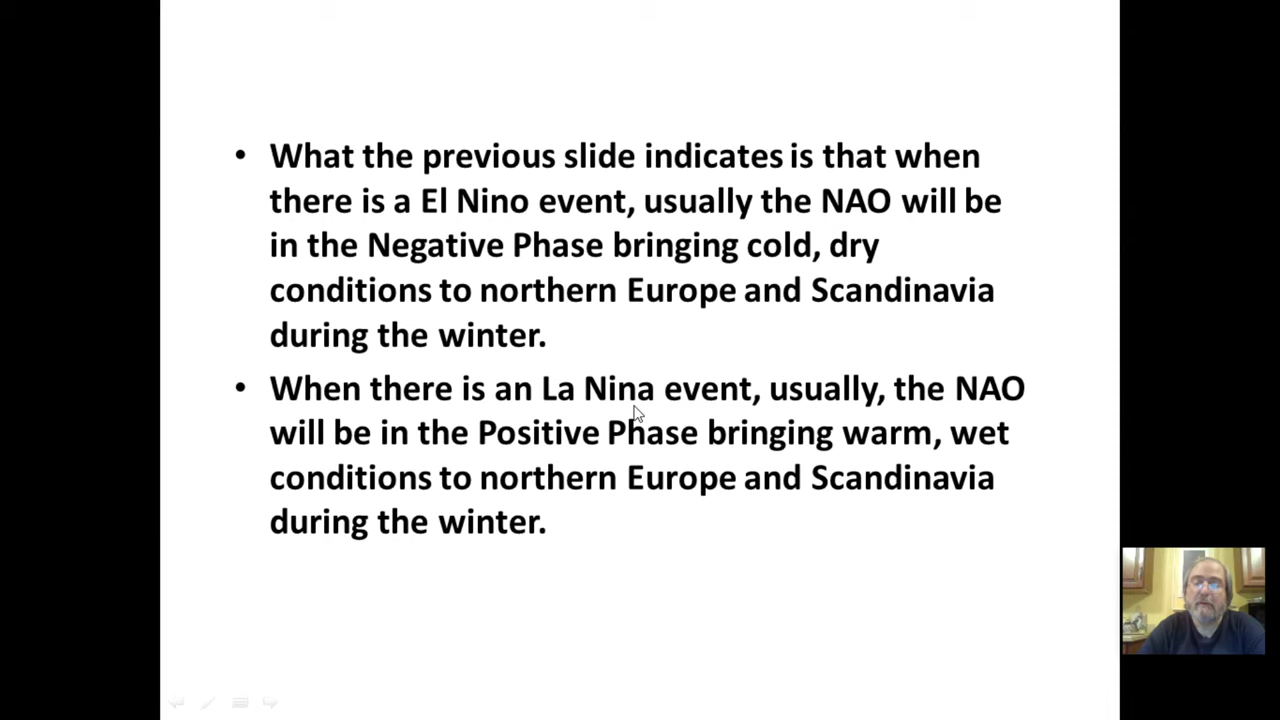 • What the previous slide indicates is that when
there is a El Nino event, usually the NAO will be
in the Negative Phase bringing cold, dry
conditions to northern Europe and Scandinavia
during the winter.
• When there is an La Nina event, usually, the NAO
will be in the Positive Phase bringing warm, wet
conditions to northern Europe and Scandinavia
during the winter.